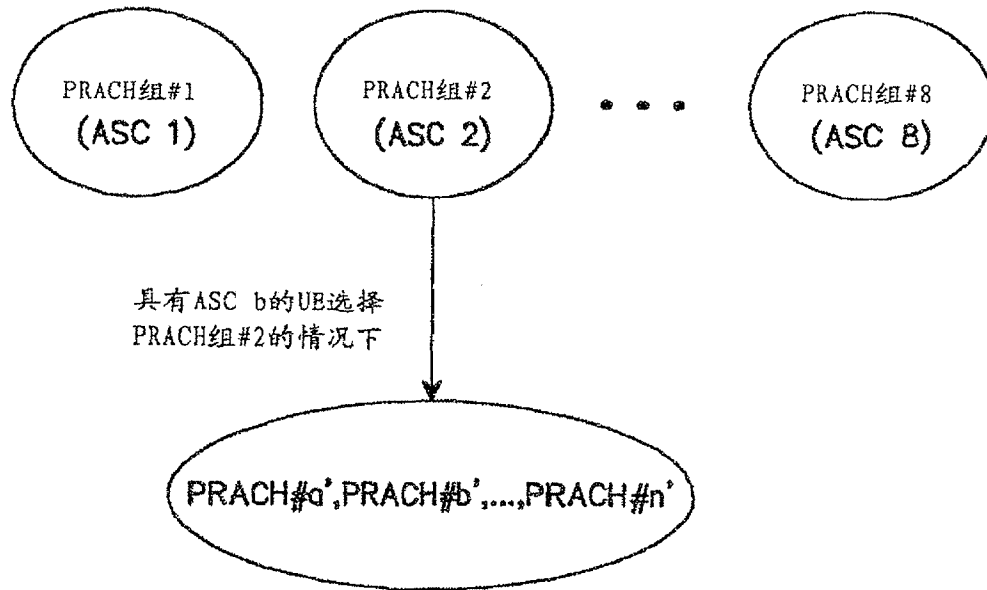 PRACH组#1
(ASC 1)
PRACH组#2
(ASC 2)
PRACH组#8
(ASC 8)
具有ASC b的UE选择
PRACH组#2的情况下
PRACH#a',PRACH#b',...,PRACH#n'